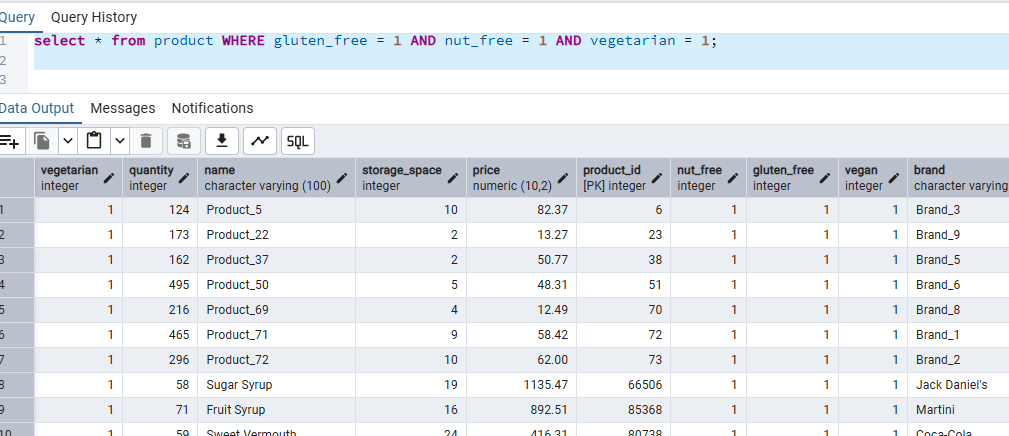 Query Query History
1 select * from product WHERE gluten_free = 1 AND nut_free = 1 AND vegetarian = 1;
2
3
Data Output Messages Notifications
SQL
vegetarian quantity name storage_space price product_id nut_free gluten_free vegan brand
integer integer character varying (100) integer numeric (10,2) [PK] integer integer integer integer character varying
1 1 124 Product_5 10 82.37 6 1 1 1 Brand_3
2 1 173 Product_22 2 13.27 23 1 1 1 Brand_9
3 1 162 Product_37 2 50.77 38 1 1 1 Brand_5
4 1 495 Product_50 5 48.31 51 1 1 1 Brand_6
5 1 216 Product_69 4 12.49 70 1 1 1 Brand_8
6 1 465 Product_71 9 58.42 72 1 1 1 Brand_1
7 1 296 Product_72 10 62.00 73 1 1 1 Brand_2
8 1 58 Sugar Syrup 19 1135.47 66506 1 1 1 Jack Daniel's
9 1 71 Fruit Syrup 16 892.51 85368 1 1 1 Martini
10 1 59 Sweet Vermouth 24 416.31 80738 1 1 1 Coca-Cola